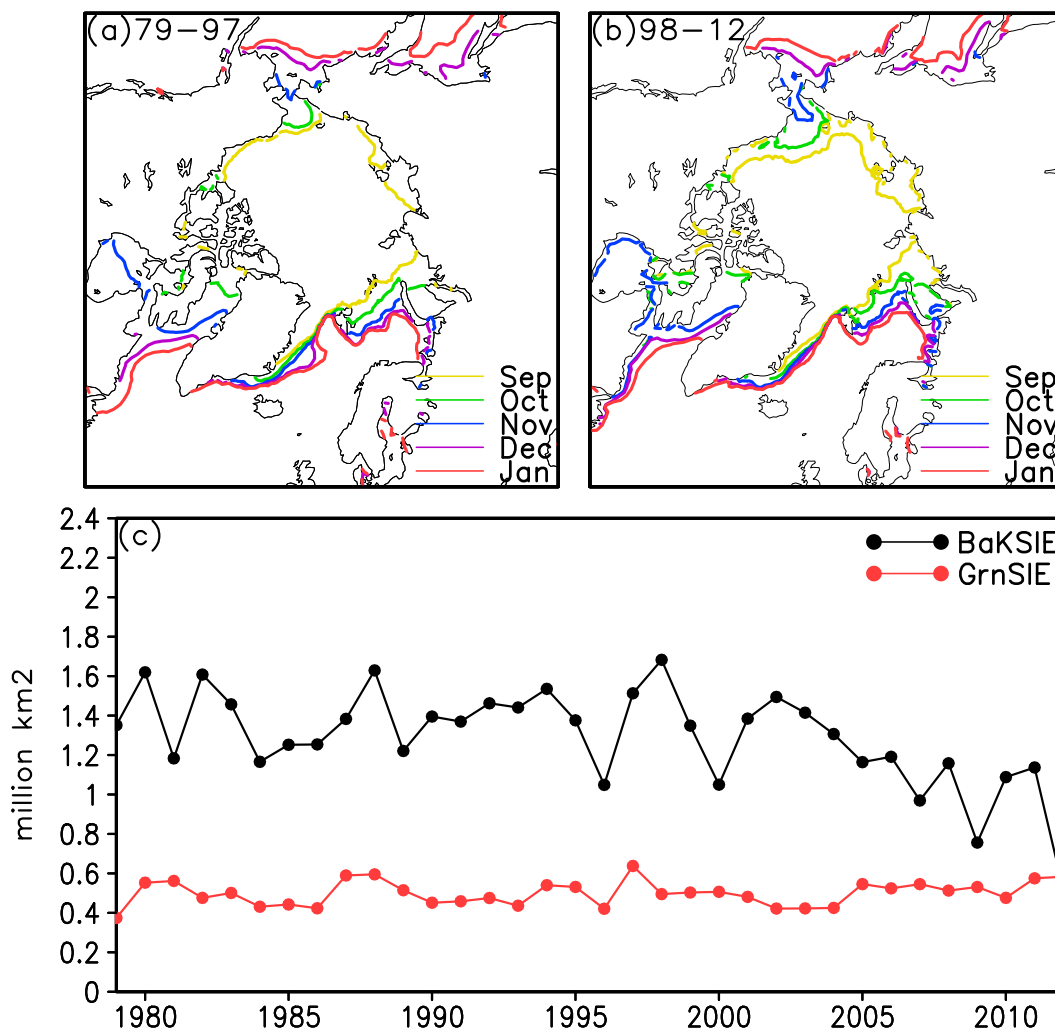 (a)79−97
(b)98−12
Sep
Oct
Nov
Dec
Jan
Sep
Oct
Nov
Dec
Jan
(c)
BaKSIE
GrnSIE
million km2
2.4
2.2
2
1.8
1.6
1.4
1.2
1
0.8
0.6
0.4
0.2
0
1980
1985
1990
1995
2000
2005
2010